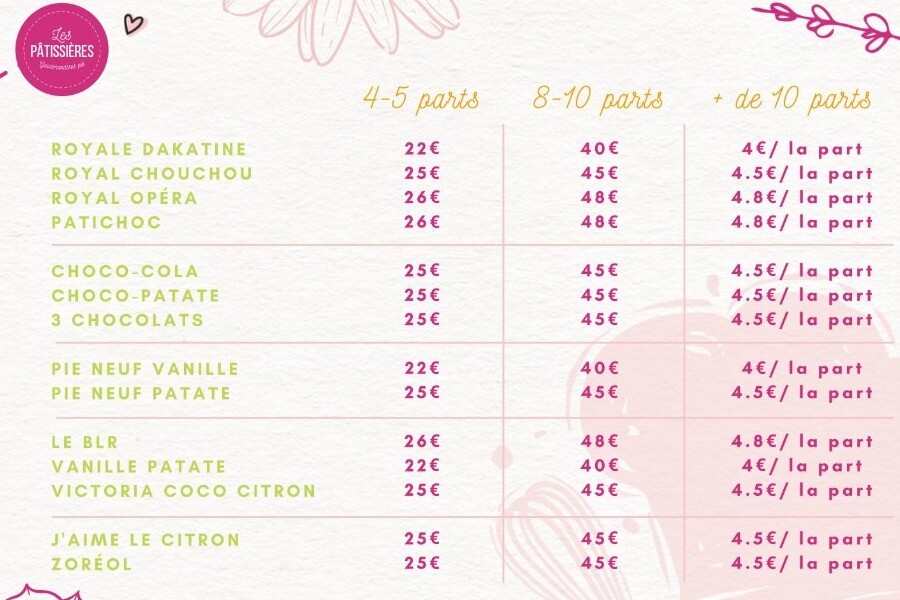 Les
PÂTISSIÈRES
Gourmandises péi
4-5 parts 8-10 parts + de 10 parts
ROYALE DAKATINE 22€ 40€ 4€/ la part
ROYAL CHOUCHOU 25€ 45€ 4.5€/ la part
ROYAL OPÉRA 26€ 48€ 4.8€/ la part
PATICHOC 26€ 48€ 4.8€/ la part
CHOCO-COLA 25€ 45€ 4.5€/ la part
CHOCO-PATATE 25€ 45€ 4.5€/ la part
3 CHOCOLATS 25€ 45€ 4.5€/ la part
PIE NEUF VANILLE 22€ 40€ 4€/ la part
PIE NEUF PATATE 25€ 45€ 4.5€/ la part
LE BLR 26€ 48€ 4.8€/ la part
VANILLE PATATE 22€ 40€ 4€/ la part
VICTORIA COCO CITRON 25€ 45€ 4.5€/ la part
J'AIME LE CITRON 25€ 45€ 4.5€/ la part
ZORÉOL 25€ 45€ 4.5€/ la part